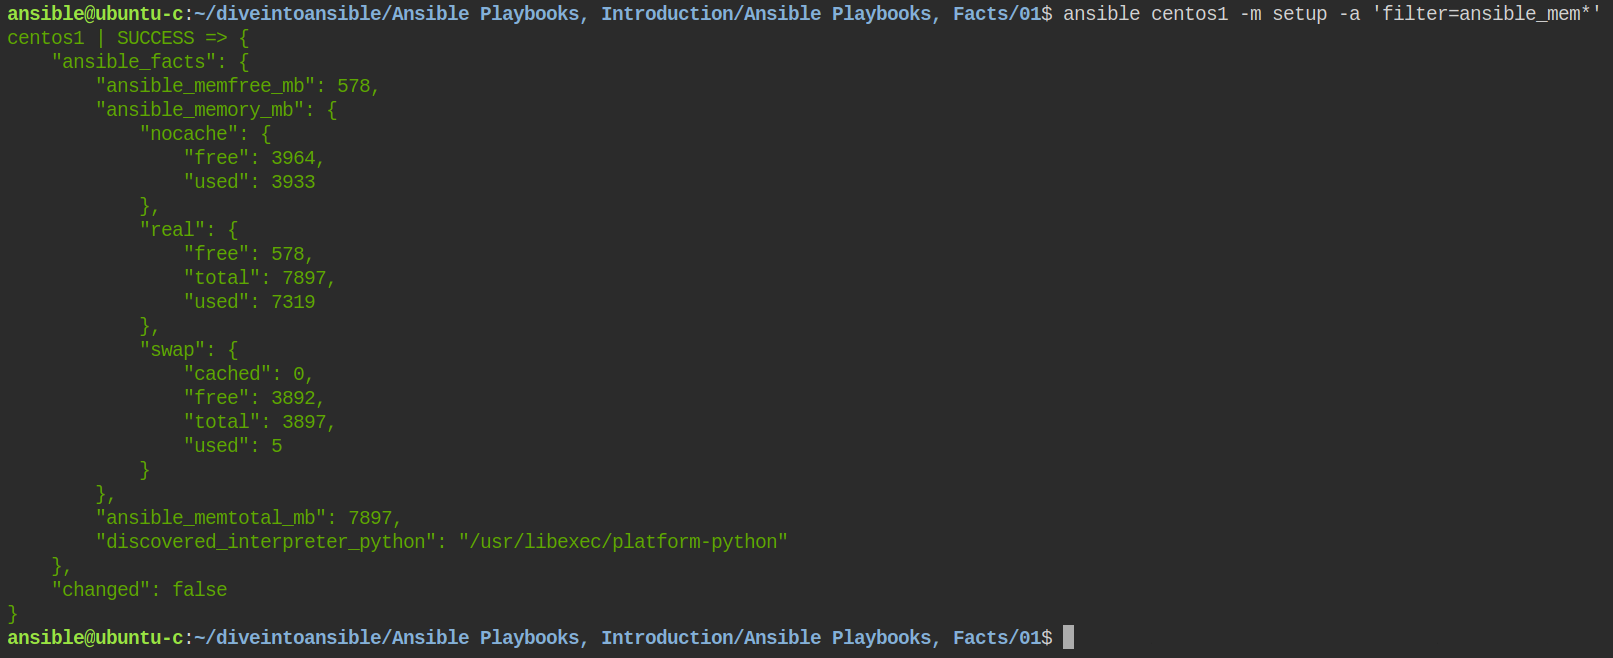 ansible@ubuntu-c:~/diveintoansible/Ansible Playbooks, Introduction/Ansible Playbooks, Facts/01$ ansible centos1 -m setup -a 'filter=ansible_mem*'
centos1 | SUCCESS => {
    "ansible_facts": {
        "ansible_memfree_mb": 578,
        "ansible_memory_mb": {
            "nocache": {
                "free": 3964,
                "used": 3933
            },
            "real": {
                "free": 578,
                "total": 7897,
                "used": 7319
            },
            "swap": {
                "cached": 0,
                "free": 3892,
                "total": 3897,
                "used": 5
            }
        },
        "ansible_memtotal_mb": 7897,
        "discovered_interpreter_python": "/usr/libexec/platform-python"
    },
    "changed": false
}
ansible@ubuntu-c:~/diveintoansible/Ansible Playbooks, Introduction/Ansible Playbooks, Facts/01$